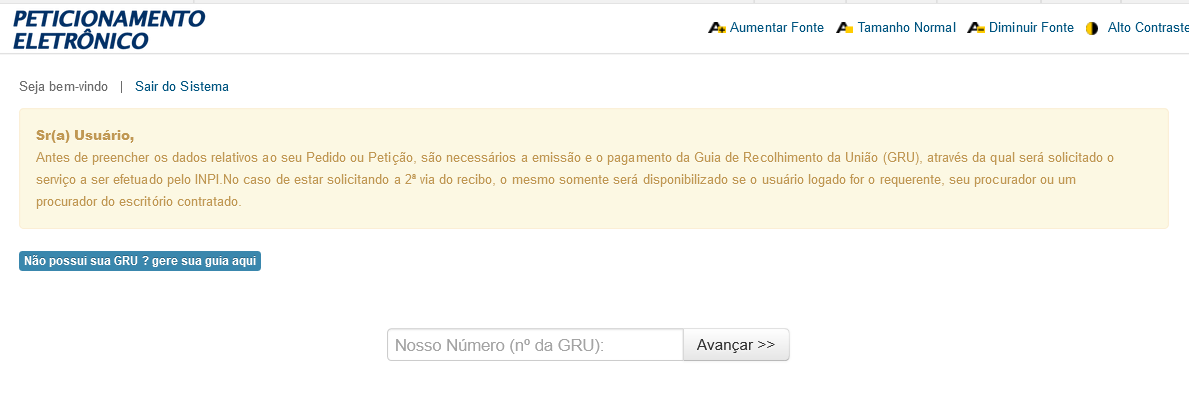 PETICIONAMENTO
ELETRÔNICO
Aumentar Fonte Tamanho Normal Diminuir Fonte Alto Contraste
Seja bem-vindo | Sair do Sistema
Sr(a) Usuário,
Antes de preencher os dados relativos ao seu Pedido ou Petição, são necessários a emissão e o pagamento da Guia de Recolhimento da União (GRU), através da qual será solicitado o
serviço a ser efetuado pelo INPI.No caso de estar solicitando a 2ª via do recibo, o mesmo somente será disponibilizado se o usuário logado for o requerente, seu procurador ou um
procurador do escritório contratado.
Não possui sua GRU ? gere sua guia aqui
Nosso Número (nº da GRU): Avançar >>